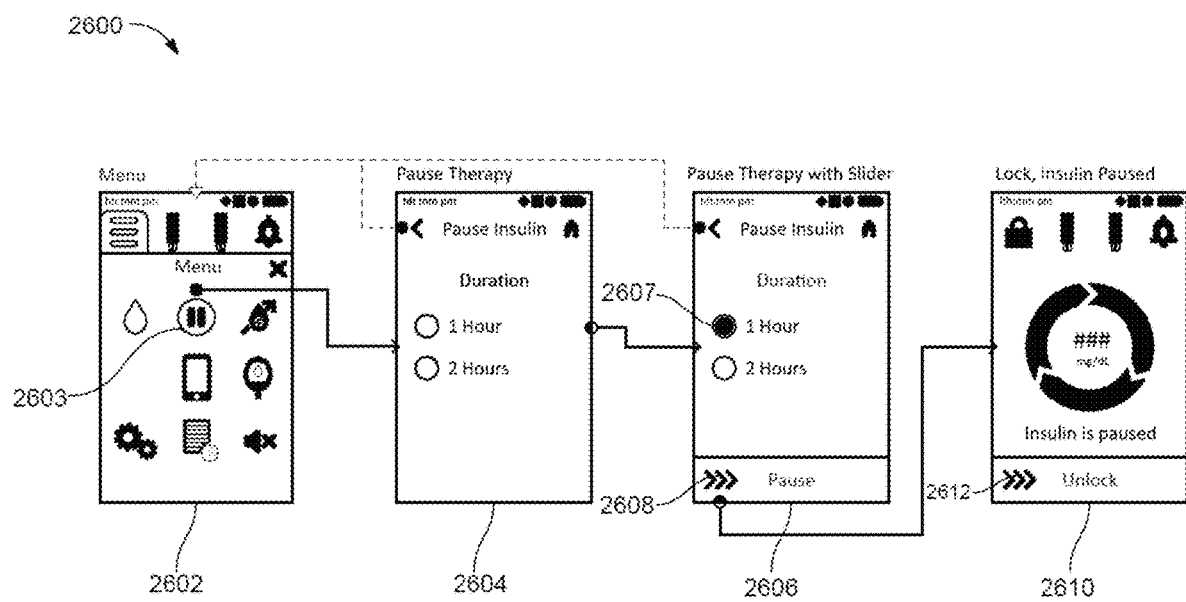 2600
Menu
Pause Therapy
Pause Therapy with Slider
Lock, Insulin Paused
Menu
Pause Insulin
Pause Insulin
Duration
1 Hour
2 Hours
Duration
1 Hour
2 Hours
###
mg/dL
Insulin is paused
Pause
Unlock
2603
2607
2608
2612
2602
2604
2606
2610